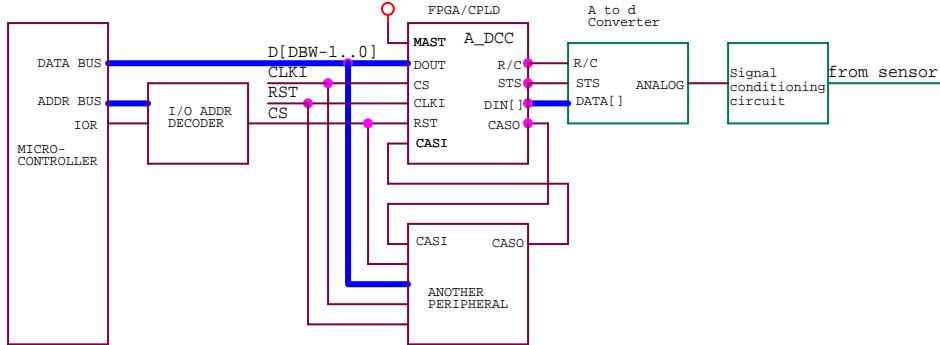 FPGA/CPLD
A to d
Converter
MAST
A_DCC
D[DBW-1..0]
DATA BUS
DOUT
R/C
R/C
CLKI
CS
STS
STS
ANALOG
Signal
conditioning
circuit
from sensor
ADDR BUS
RST
CLKI
DIN[]
DATA[]
I/O ADDR
DECODER
IOR
CS
RST
CASO
MICRO-
CONTROLLER
CASI
CASI
CASO
ANOTHER
PERIPHERAL